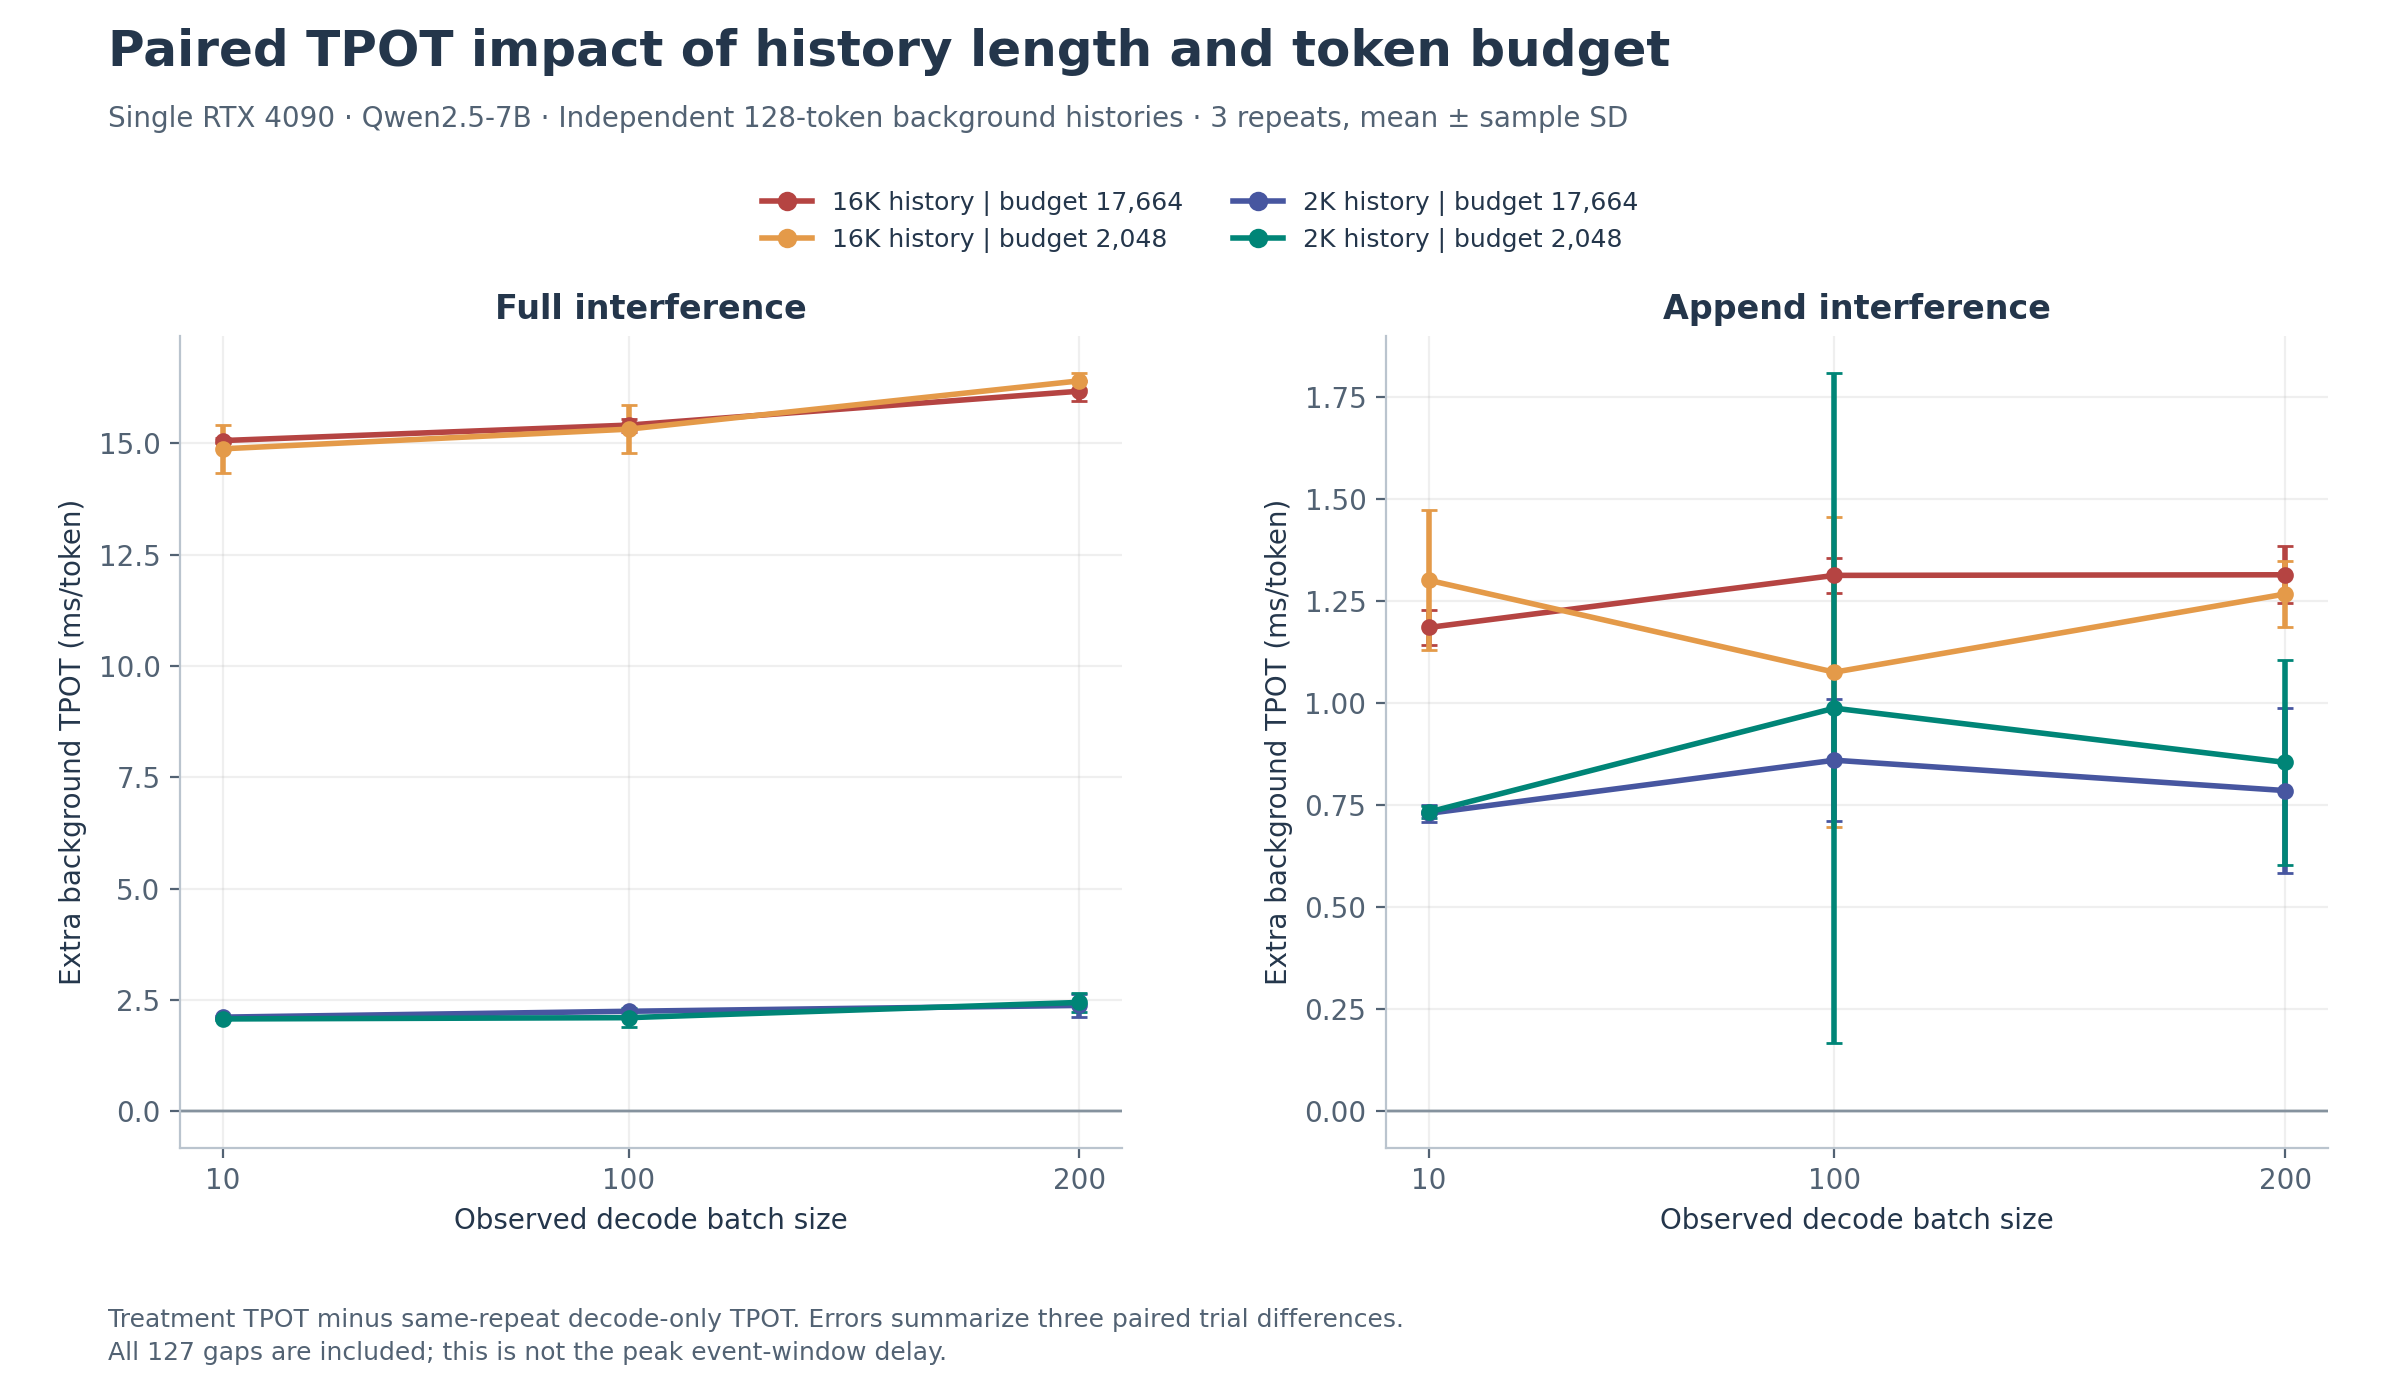 Paired TPOT impact of history length and token budget
Single RTX 4090 · Qwen2.5-7B · Independent 128-token background histories · 3 repeats, mean ± sample SD
16K history | budget 17,664
2K history | budget 17,664
16K history | budget 2,048
2K history | budget 2,048
Full interference
Extra background TPOT (ms/token)
15.0
12.5
10.0
7.5
5.0
2.5
0.0
10
100
200
Observed decode batch size
Append interference
Extra background TPOT (ms/token)
1.75
1.50
1.25
1.00
0.75
0.50
0.25
0.00
10
100
200
Observed decode batch size
Treatment TPOT minus same-repeat decode-only TPOT. Errors summarize three paired trial differences.
All 127 gaps are included; this is not the peak event-window delay.